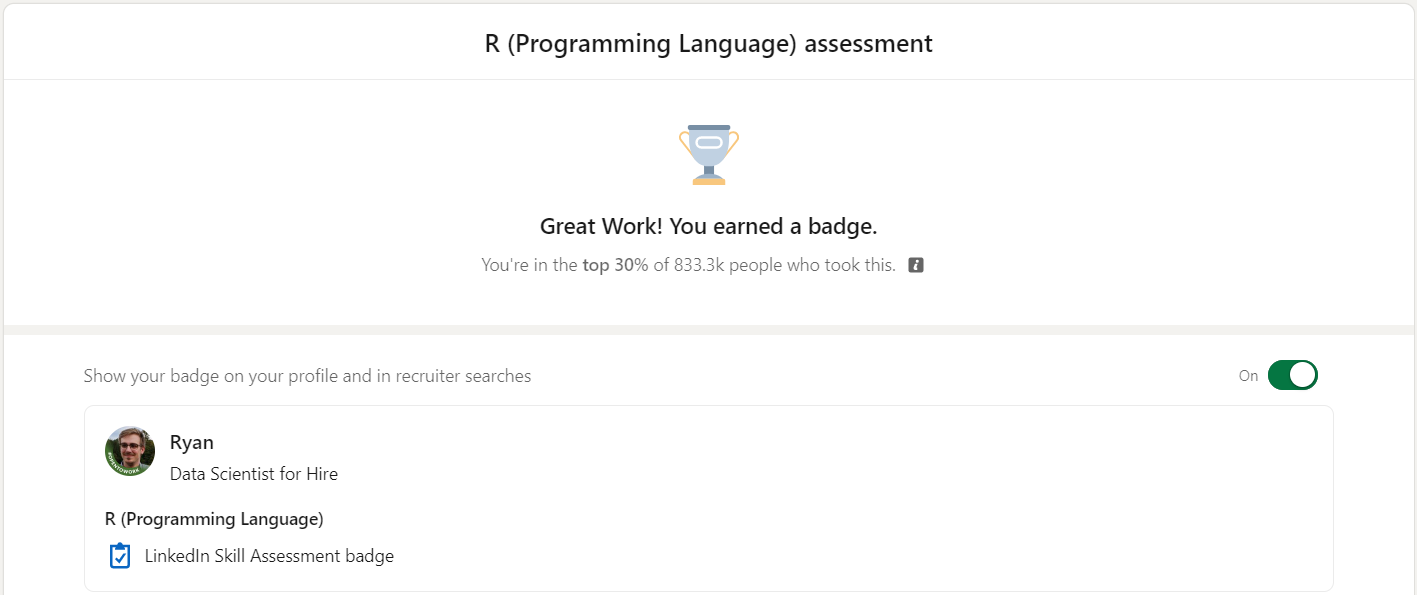 R (Programming Language) assessment
Great Work! You earned a badge.
You're in the top 30% of 833.3k people who took this.
Show your badge on your profile and in recruiter searches
On
Ryan
Data Scientist for Hire
#OPENTOWORK
R (Programming Language)
LinkedIn Skill Assessment badge